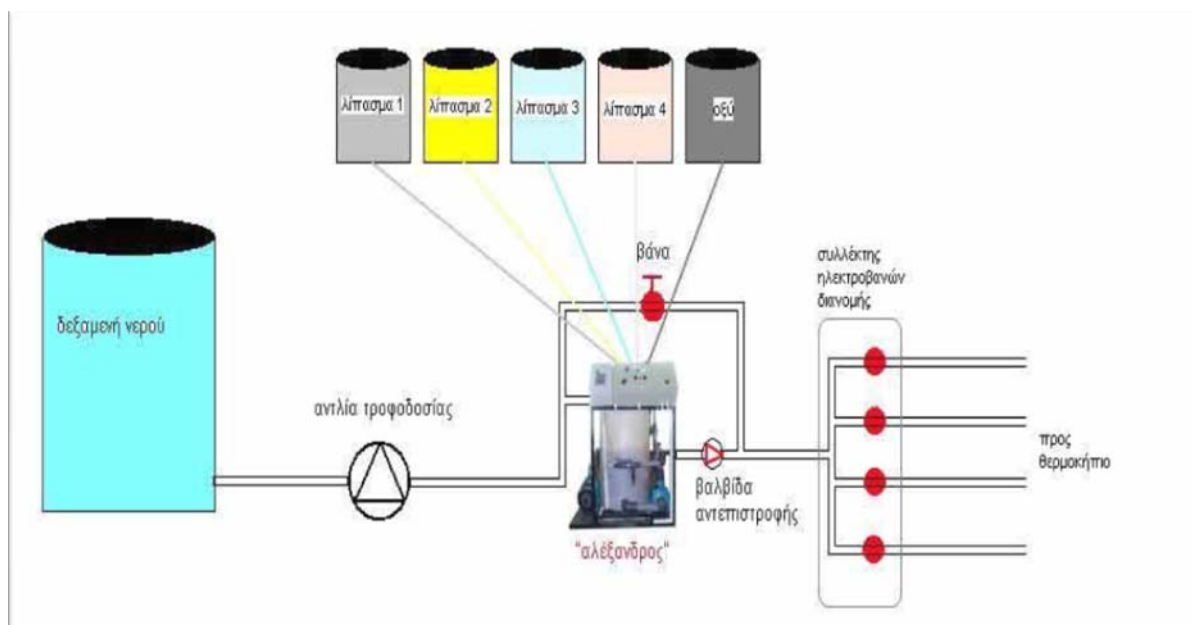 λίπασμα 1
λίπασμα 2
λίπασμα 3
λίπασμα 4
οξύ
δεξαμενή νερού
βάνα
συλλέκτης
ηλεκτροβανών
διανομής
αντλία τροφοδοσίας
προς
θερμοκήπιο
βαλβίδα
αντεπιστροφής
"αλέξανδρος"